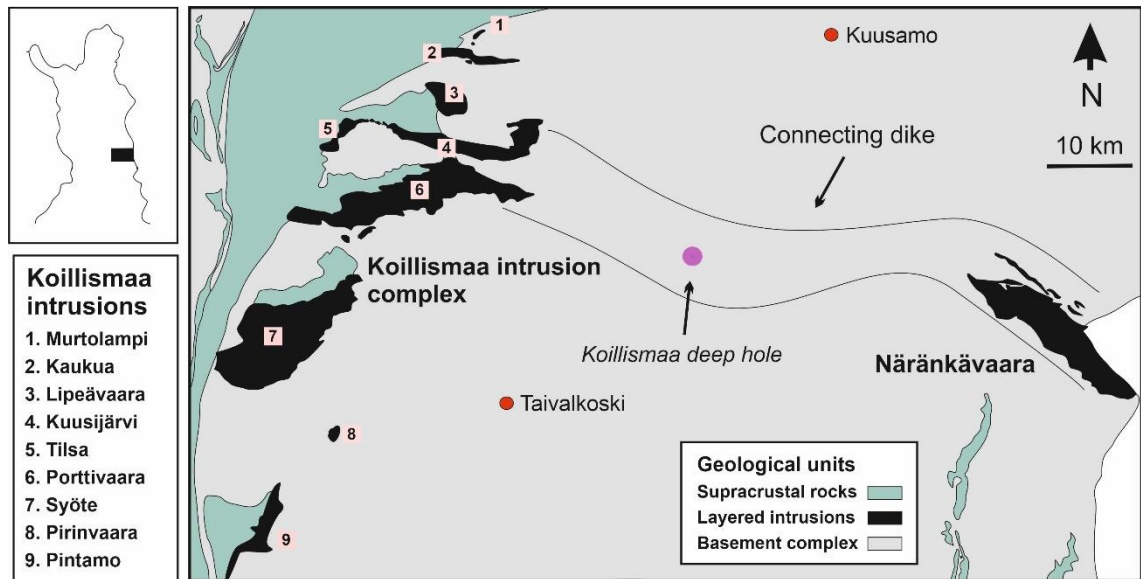 Koillismaa
intrusions
1. Murtolampi
2. Kaukua
3. Lipeävaara
4. Kuusijärvi
5. Tilsa
6. Porttivaara
7. Syöte
8. Pirinvaara
9. Pintamo
1
2
3
4
5
6
7
8
9
Kuusamo
N
10 km
Connecting dike
Koillismaa intrusion
complex
Koillismaa deep hole
Näränkävaara
Taivalkoski
Geological units
Supracrustal rocks
Layered intrusions
Basement complex